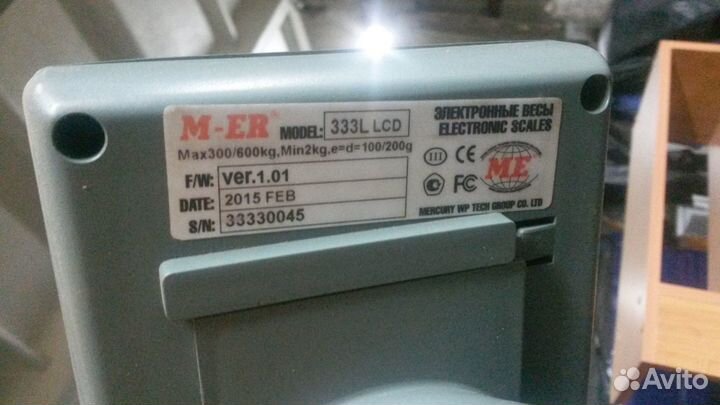 M-ER® MODEL: 333L LCD
Max300/600kg,Min2kg,e=d=100/200g
F/W: ver.1.01
DATE: 2015 FEB
S/N: 33330045
ЭЛЕКТРОННЫЕ ВЕСЫ
ELECTRONIC SCALES
III CE
FC
ME
MERCURY WP TECH GROUP CO. LTD
Avito